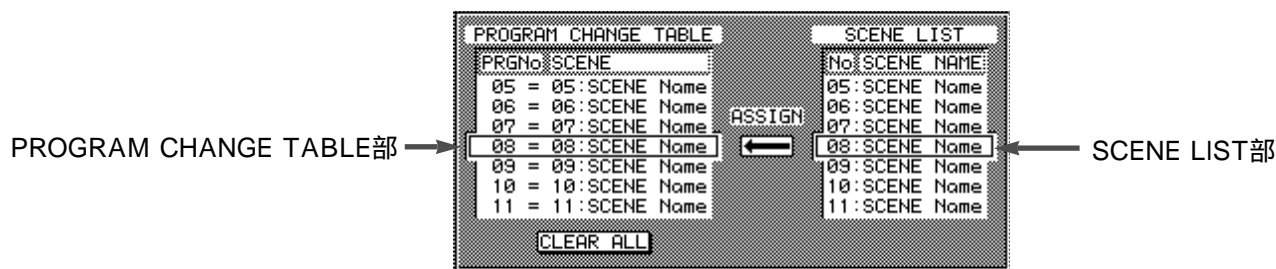 PROGRAM CHANGE TABLE
PRGNo SCENE
05 = 05:SCENE Name
06 = 06:SCENE Name
07 = 07:SCENE Name
08 = 08:SCENE Name
09 = 09:SCENE Name
10 = 10:SCENE Name
11 = 11:SCENE Name
CLEAR ALL
ASSIGN
SCENE LIST
No SCENE NAME
05:SCENE Name
06:SCENE Name
07:SCENE Name
08:SCENE Name
09:SCENE Name
10:SCENE Name
11:SCENE Name
PROGRAM CHANGE TABLE部
SCENE LIST部